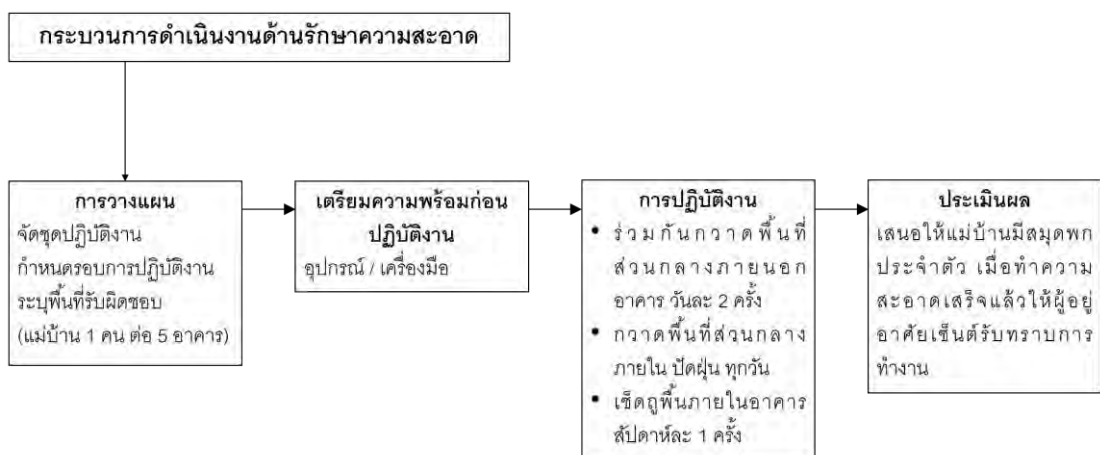 กระบวนการดำเนินงานด้านรักษาความสะอาด
การวางแผน
จัดชุดปฏิบัติงาน
กำหนดรอบการปฏิบัติงาน
ระบุพื้นที่รับผิดชอบ
(แม่บ้าน 1 คน ต่อ 5 อาคาร)
เตรียมความพร้อมก่อน
ปฏิบัติงาน
อุปกรณ์ / เครื่องมือ
การปฏิบัติงาน
• ร่วมกันกวาดพื้นที่
ส่วนกลางภายนอก
อาคาร วันละ 2 ครั้ง
• กวาดพื้นที่ส่วนกลาง
ภายใน ปัดฝุ่น ทุกวัน
• เช็ดถูพื้นภายในอาคาร
สัปดาห์ละ 1 ครั้ง
ประเมินผล
เสนอให้แม่บ้านมีสมุดพก
ประจำตัว เมื่อทำความ
สะอาดเสร็จแล้วให้ผู้อยู่
อาศัยเซ็นต์รับทราบการ
ทำงาน